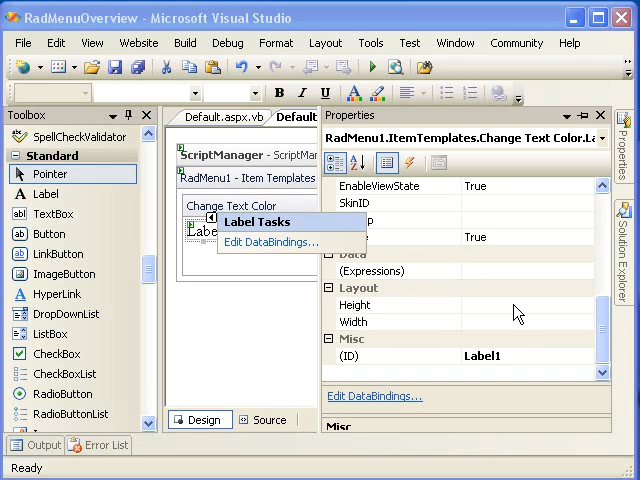 RadMenuOverview - Microsoft Visual Studio
File Edit View Website Build Debug Format Layout Tools Test Window Community Help
B I U A
Toolbox
SpellCheckValidator
Standard
Pointer
Label
TextBox
Button
LinkButton
ImageButton
HyperLink
DropDownList
ListBox
CheckBox
CheckBoxList
RadioButton
RadioButtonList
Default.aspx.vb Default
ScriptManager - ScriptMan
RadMenu1 - Item Templates
Change Text Color
Labe
Label Tasks
Edit DataBindings...
Design Source
Properties
RadMenu1.ItemTemplates.Change Text Color.La
EnableViewState True
SkinID
True
Data
(Expressions)
Layout
Height
Width
Misc
(ID) Label1
Edit DataBindings...
Misc
Properties
Solution Explorer
Output Error List
Ready